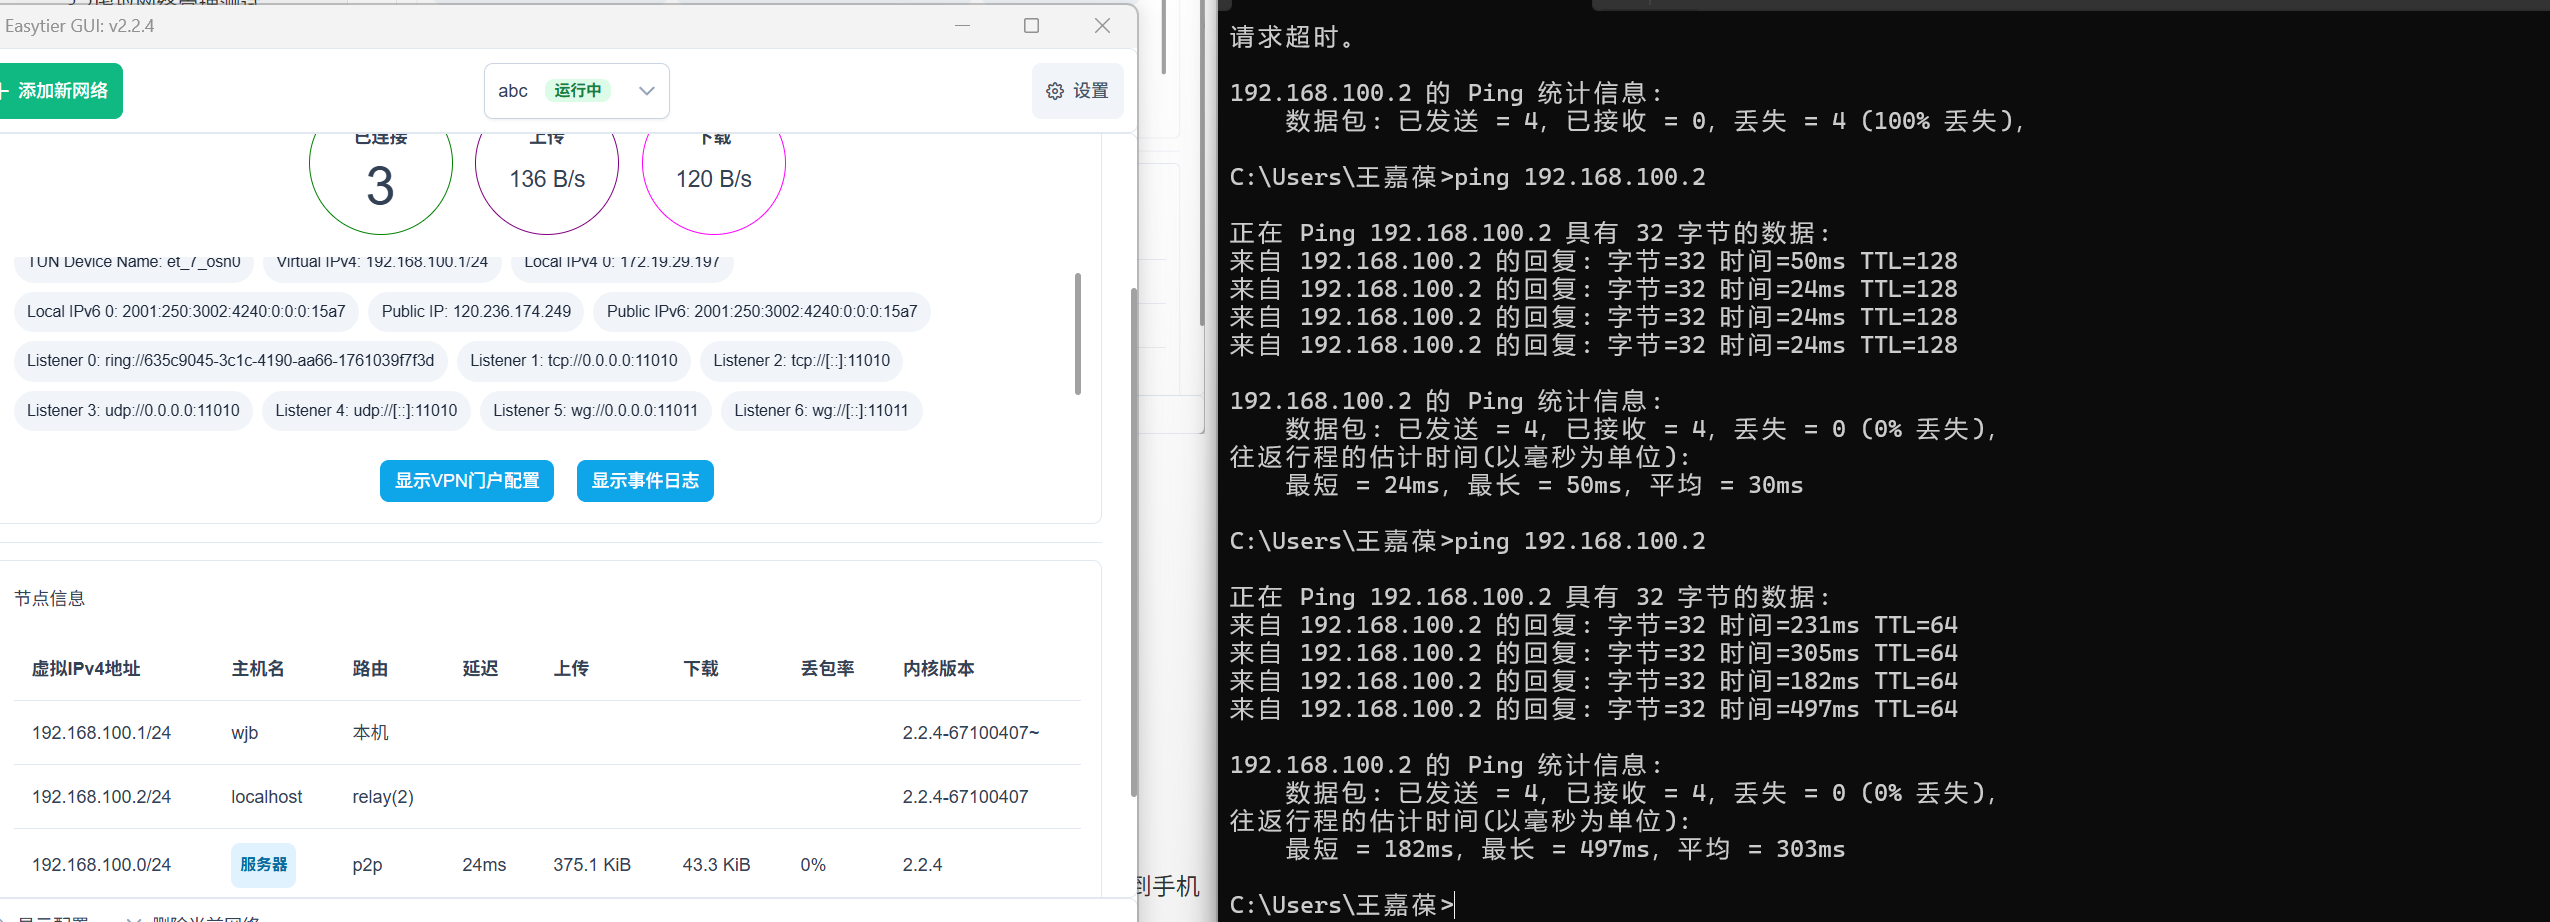 Easytier GUI: v2.2.4
添加新网络
abc 运行中
设置
已连接 上传 下载
3 136 B/s 120 B/s
TUN Device Name: et_7_osh0 Virtual IPv4: 192.168.100.1/24 Local IPv4 0: 172.19.29.197
Local IPv6 0: 2001:250:3002:4240:0:0:0:15a7 Public IP: 120.236.174.249 Public IPv6: 2001:250:3002:4240:0:0:0:15a7
Listener 0: ring://635c9045-3c1c-4190-aa66-1761039f7f3d Listener 1: tcp://0.0.0.0:11010 Listener 2: tcp://[::]:11010
Listener 3: udp://0.0.0.0:11010 Listener 4: udp://[::]:11010 Listener 5: wg://0.0.0.0:11011 Listener 6: wg://[::]:11011
显示VPN门户配置 显示事件日志
节点信息
虚拟IPv4地址 主机名 路由 延迟 上传 下载 丢包率 内核版本
192.168.100.1/24 wjb 本机 2.2.4-67100407~
192.168.100.2/24 localhost relay(2) 2.2.4-67100407
192.168.100.0/24 服务器 p2p 24ms 375.1 KiB 43.3 KiB 0% 2.2.4
显示配置 删除当前网络
到手机
请求超时。
192.168.100.2 的 Ping 统计信息:
数据包: 已发送 = 4, 已接收 = 0, 丢失 = 4 (100% 丢失),
C:\Users\王嘉葆>ping 192.168.100.2
正在 Ping 192.168.100.2 具有 32 字节的数据:
来自 192.168.100.2 的回复: 字节=32 时间=50ms TTL=128
来自 192.168.100.2 的回复: 字节=32 时间=24ms TTL=128
来自 192.168.100.2 的回复: 字节=32 时间=24ms TTL=128
来自 192.168.100.2 的回复: 字节=32 时间=24ms TTL=128
192.168.100.2 的 Ping 统计信息:
数据包: 已发送 = 4, 已接收 = 4, 丢失 = 0 (0% 丢失),
往返行程的估计时间(以毫秒为单位):
最短 = 24ms, 最长 = 50ms, 平均 = 30ms
C:\Users\王嘉葆>ping 192.168.100.2
正在 Ping 192.168.100.2 具有 32 字节的数据:
来自 192.168.100.2 的回复: 字节=32 时间=231ms TTL=64
来自 192.168.100.2 的回复: 字节=32 时间=305ms TTL=64
来自 192.168.100.2 的回复: 字节=32 时间=182ms TTL=64
来自 192.168.100.2 的回复: 字节=32 时间=497ms TTL=64
192.168.100.2 的 Ping 统计信息:
数据包: 已发送 = 4, 已接收 = 4, 丢失 = 0 (0% 丢失),
往返行程的估计时间(以毫秒为单位):
最短 = 182ms, 最长 = 497ms, 平均 = 303ms
C:\Users\王嘉葆>